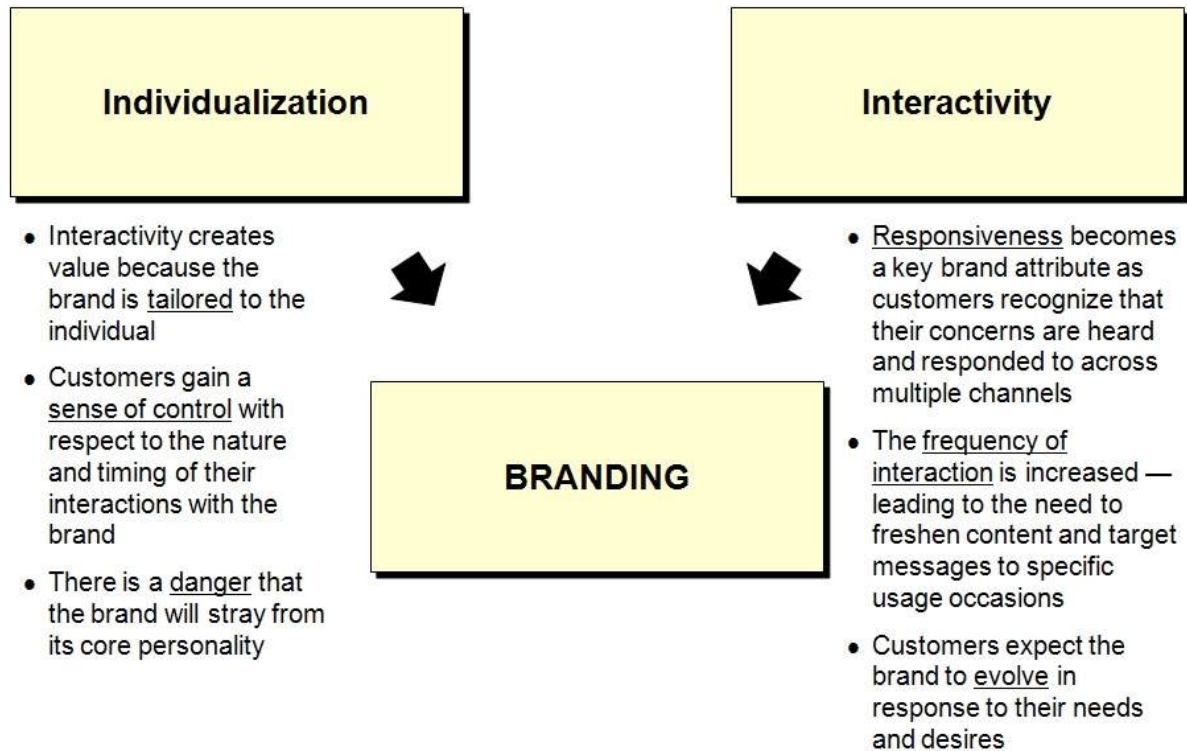 Individualization
● Interactivity creates
value because the
brand is tailored to the
individual
● Customers gain a
sense of control with
respect to the nature
and timing of their
interactions with the
brand
● There is a danger that
the brand will stray from
its core personality
Interactivity
● Responsiveness becomes
a key brand attribute as
customers recognize that
their concerns are heard
and responded to across
multiple channels
● The frequency of
interaction is increased —
leading to the need to
freshen content and target
messages to specific
usage occasions
● Customers expect the
brand to evolve in
response to their needs
and desires
BRANDING